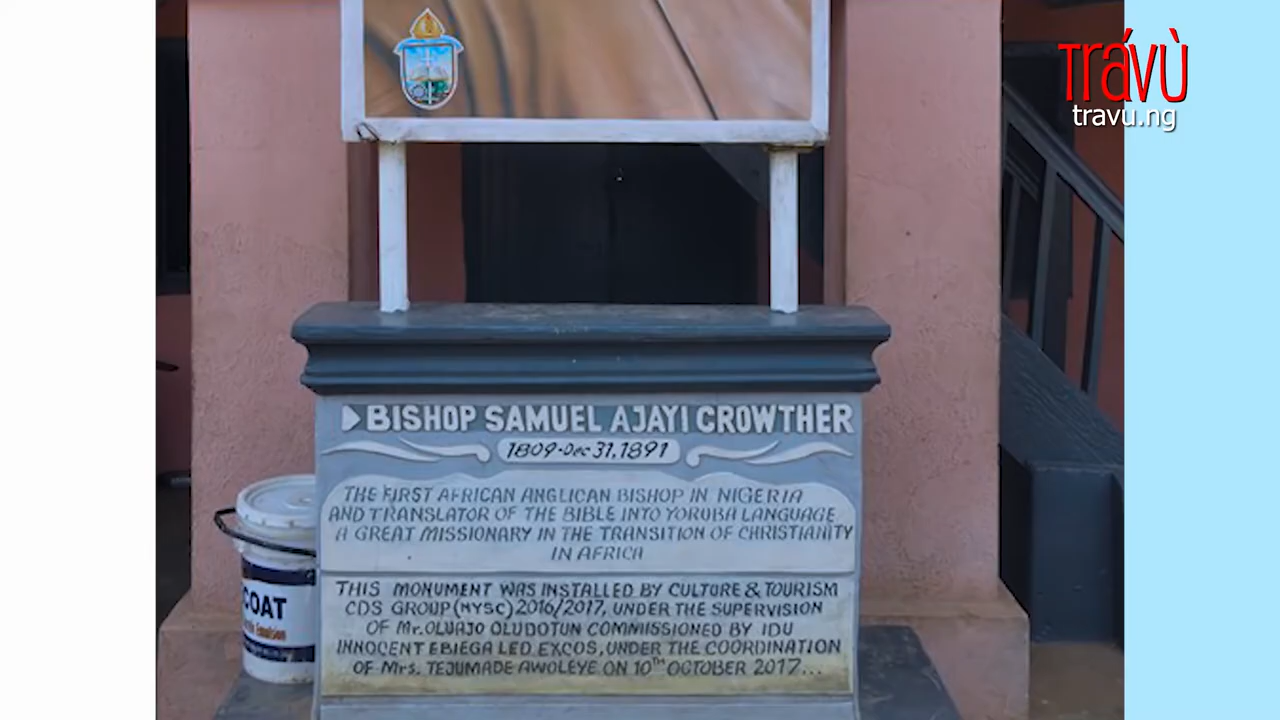 Trávù
travu.ng
BISHOP SAMUEL AJAYI CROWTHER
1809-Dec 31, 1891
THE FIRST AFRICAN ANGLICAN BISHOP IN NIGERIA
AND TRANSLATOR OF THE BIBLE INTO YORUBA LANGUAGE
A GREAT MISSIONARY IN THE TRANSITION OF CHRISTIANITY
IN AFRICA
THIS MONUMENT WAS INSTALLED BY CULTURE & TOURISM
CDS GROUP (NYSC) 2016/2017, UNDER THE SUPERVISION
OF Mr. OLUAJO OLUDOTUN COMMISSIONED BY IDU
INNOCENT EBIEGA LED EXCOS, UNDER THE COORDINATION
OF Mrs. TEJUMADE AWOLEYE ON 10TH OCTOBER 2017...
COAT
Emulsion